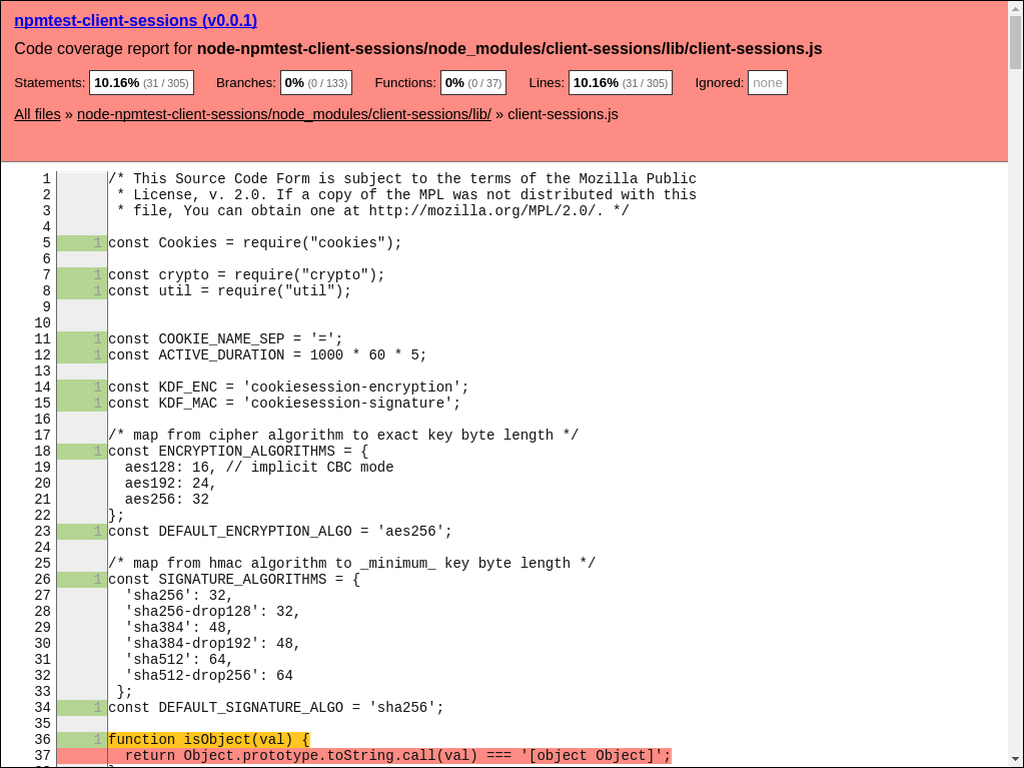 npmtest-client-sessions (v0.0.1)
Code coverage report for node-npmtest-client-sessions/node_modules/client-sessions/lib/client-sessions.js
Statements: 10.16% (31 / 305) Branches: 0% (0 / 133) Functions: 0% (0 / 37) Lines: 10.16% (31 / 305) Ignored: none
All files » node-npmtest-client-sessions/node_modules/client-sessions/lib/ » client-sessions.js
1 /* This Source Code Form is subject to the terms of the Mozilla Public
2 * License, v. 2.0. If a copy of the MPL was not distributed with this
3 * file, You can obtain one at http://mozilla.org/MPL/2.0/. */
4
5 1 const Cookies = require("cookies");
6
7 1 const crypto = require("crypto");
8 1 const util = require("util");
9
10
11 1 const COOKIE_NAME_SEP = '=';
12 1 const ACTIVE_DURATION = 1000 * 60 * 5;
13
14 1 const KDF_ENC = 'cookiesession-encryption';
15 1 const KDF_MAC = 'cookiesession-signature';
16
17 /* map from cipher algorithm to exact key byte length */
18 1 const ENCRYPTION_ALGORITHMS = {
19 aes128: 16, // implicit CBC mode
20 aes192: 24,
21 aes256: 32
22 };
23 1 const DEFAULT_ENCRYPTION_ALGO = 'aes256';
24
25 /* map from hmac algorithm to _minimum_ key byte length */
26 1 const SIGNATURE_ALGORITHMS = {
27 'sha256': 32,
28 'sha256-drop128': 32,
29 'sha384': 48,
30 'sha384-drop192': 48,
31 'sha512': 64,
32 'sha512-drop256': 64
33 };
34 1 const DEFAULT_SIGNATURE_ALGO = 'sha256';
35
36 1 function isObject(val) {
37 return Object.prototype.toString.call(val) === '[object Object]';